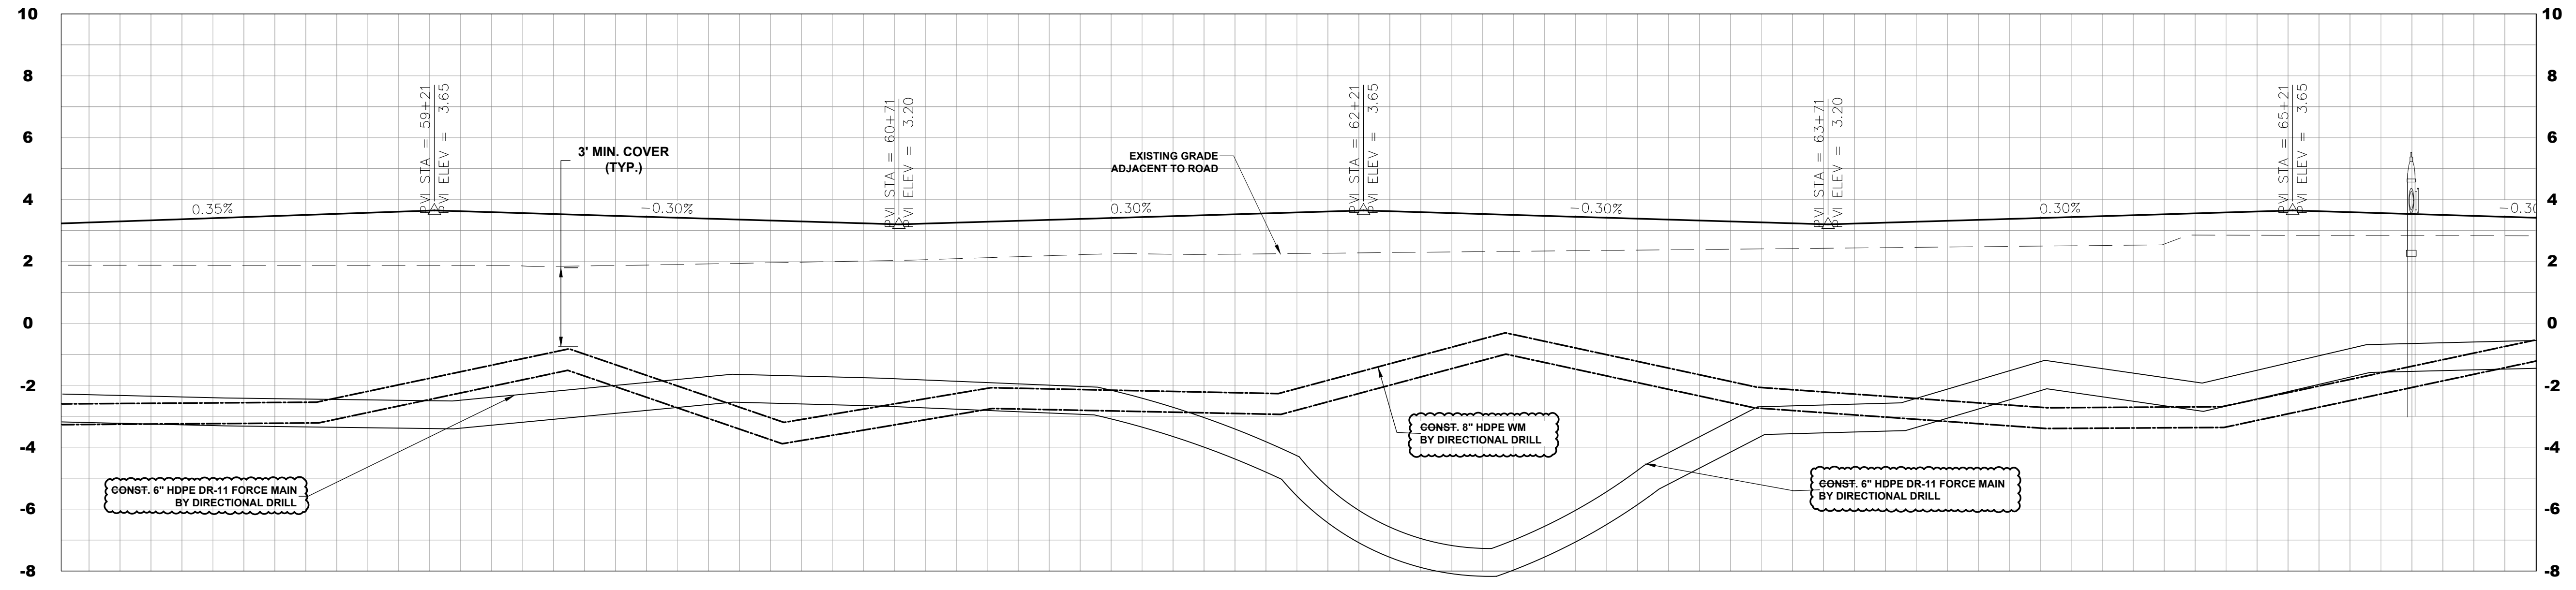 10
10
8
8
6
6
4
4
2
2
0
0
-2
-2
-4
-4
-6
-6
-8
-8
PVI STA = 59+21
PVI ELEV = 3.65
PVI STA = 60+71
PVI ELEV = 3.20
PVI STA = 62+21
PVI ELEV = 3.65
PVI STA = 63+71
PVI ELEV = 3.20
PVI STA = 65+21
PVI ELEV = 3.65
3' MIN. COVER
(TYP.)
EXISTING GRADE
ADJACENT TO ROAD
0.35%
-0.30%
0.30%
-0.30%
0.30%
-0.30
CONST. 8" HDPE WM
BY DIRECTIONAL DRILL
CONST. 6" HDPE DR-11 FORCE MAIN
BY DIRECTIONAL DRILL
CONST. 6" HDPE DR-11 FORCE MAIN
BY DIRECTIONAL DRILL